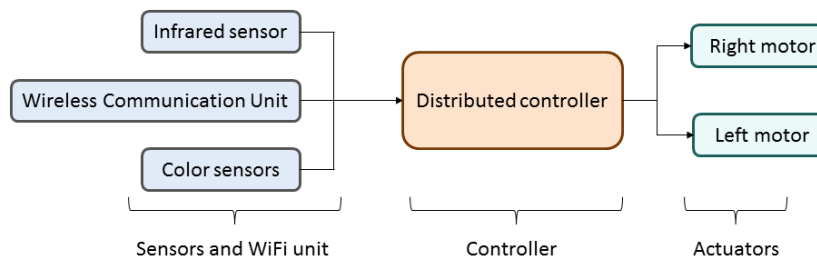 Infrared sensor
Wireless Communication Unit
Color sensors
Distributed controller
Right motor
Left motor
Sensors and WiFi unit
Controller
Actuators